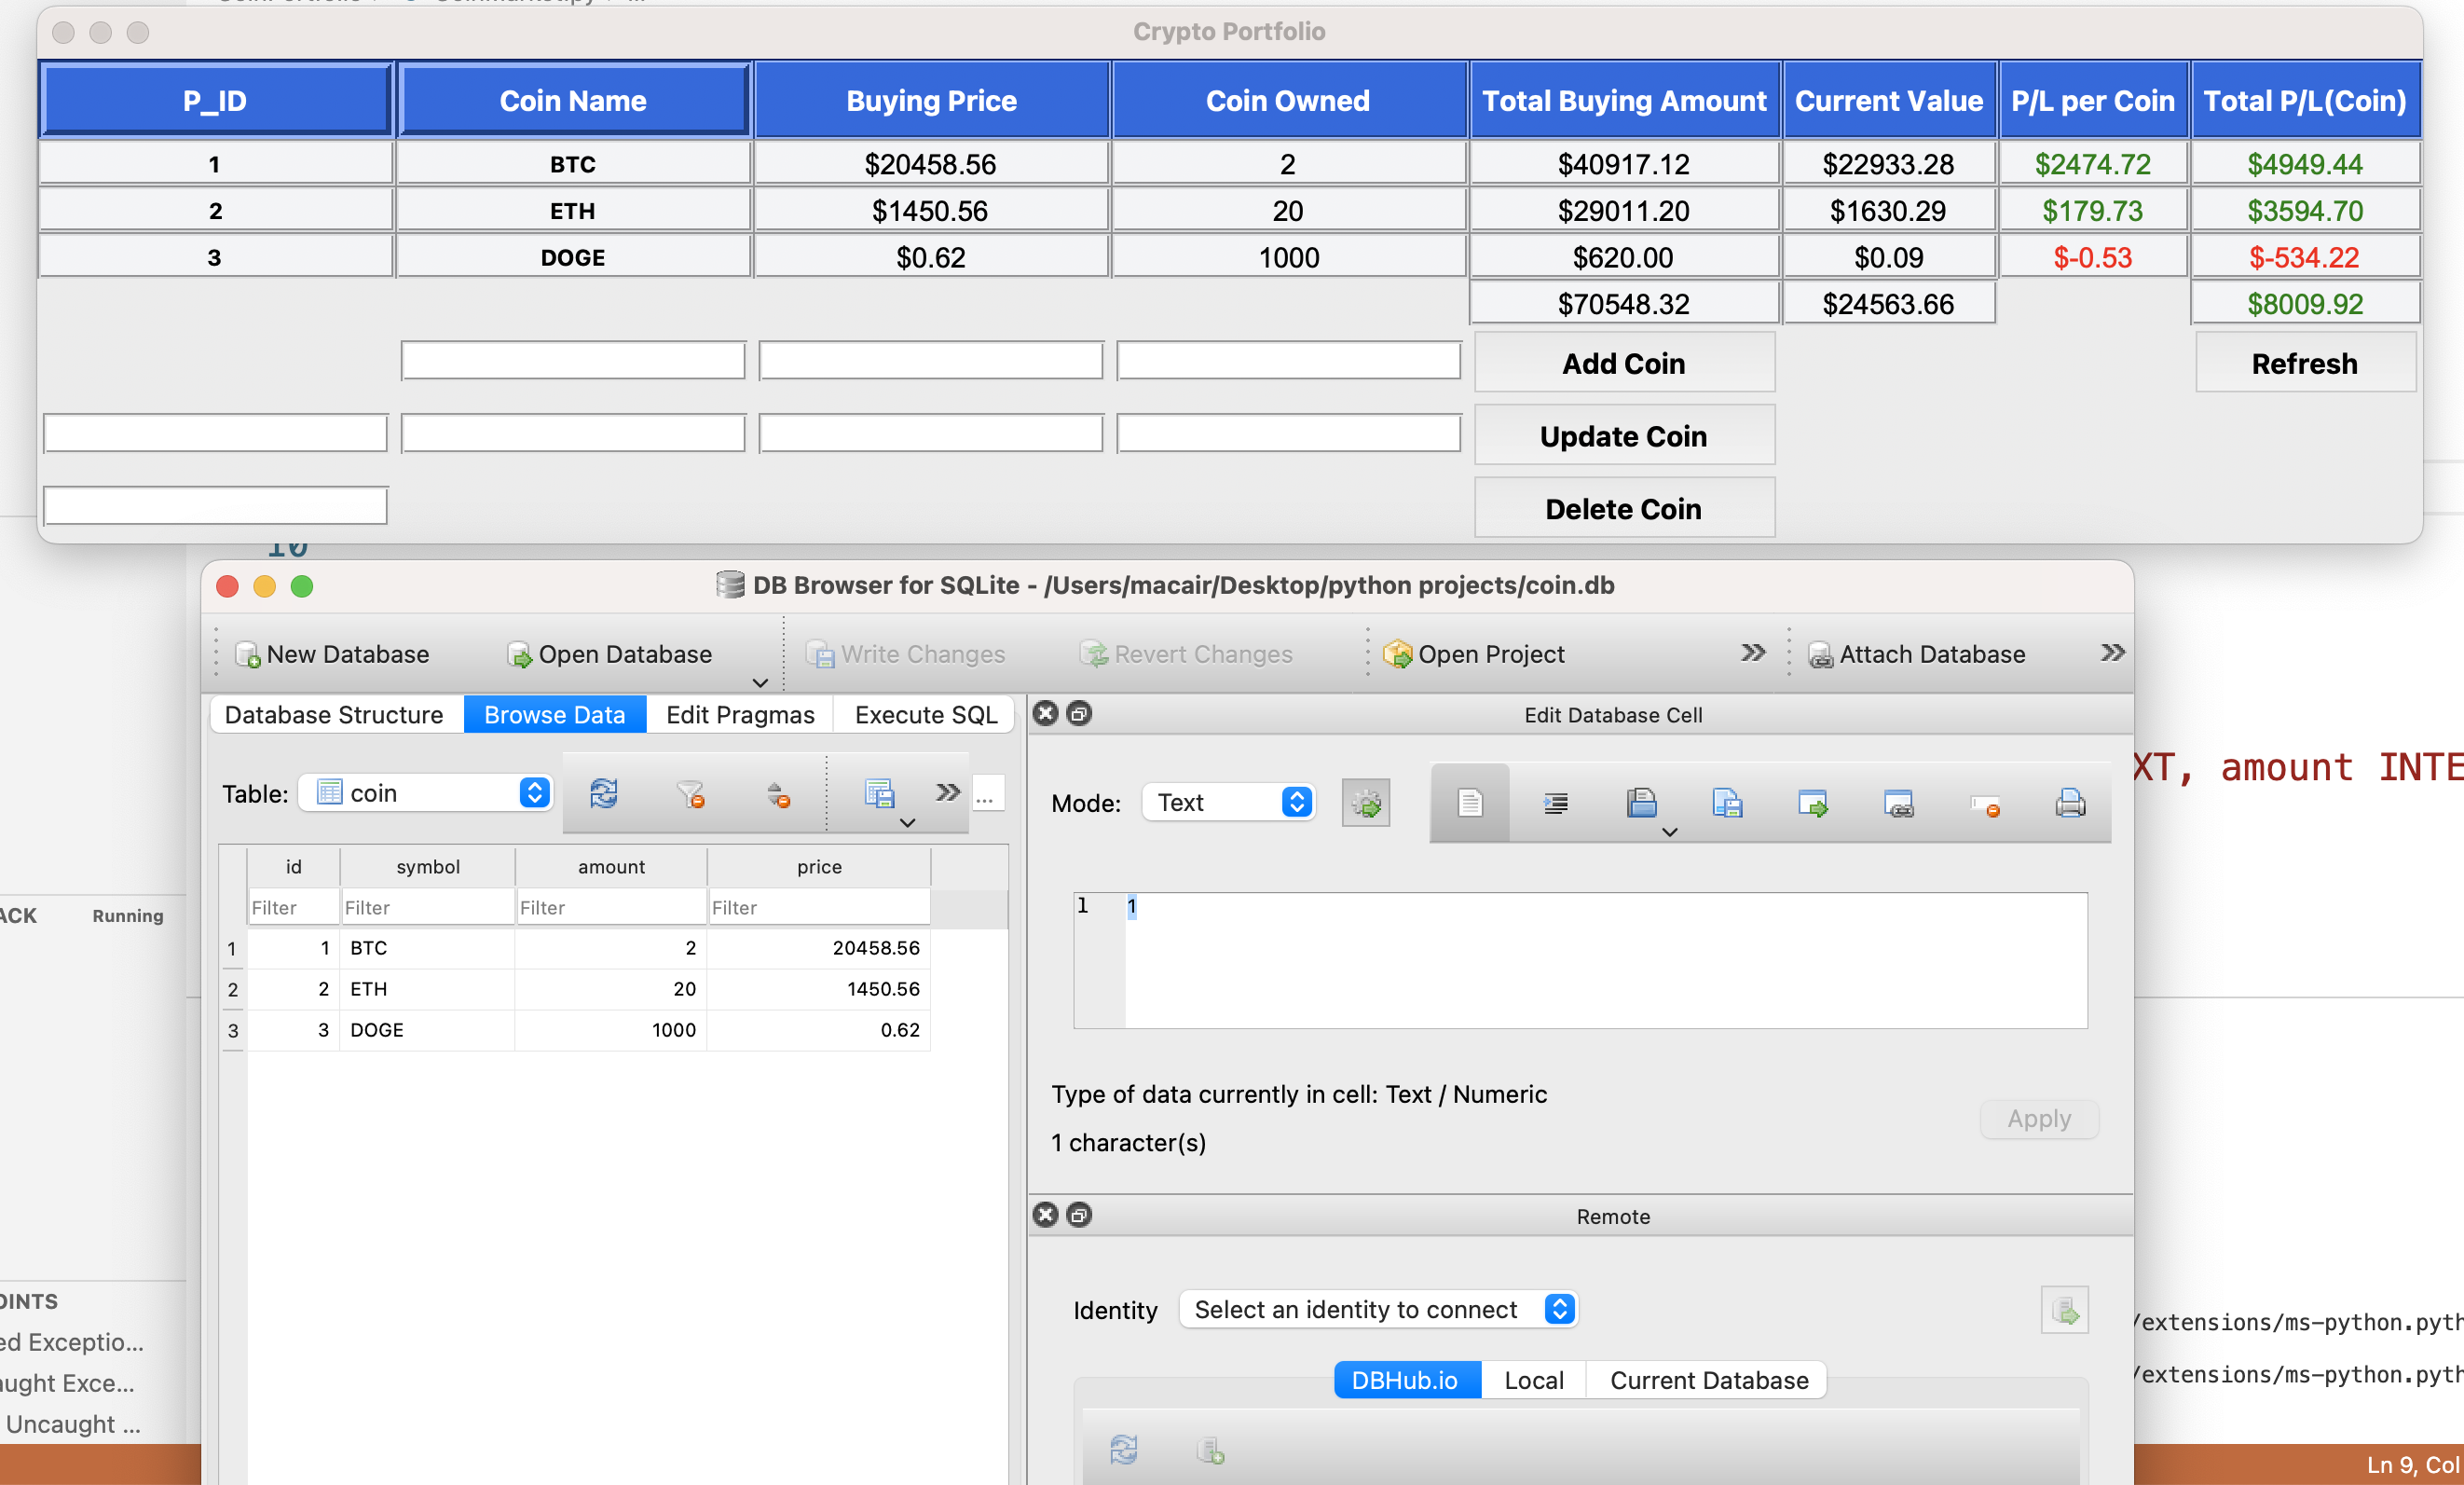 Crypto Portfolio
P_ID Coin Name Buying Price Coin Owned Total Buying Amount Current Value P/L per Coin Total P/L(Coin)
1 BTC $20458.56 2 $40917.12 $22933.28 $2474.72 $4949.44
2 ETH $1450.56 20 $29011.20 $1630.29 $179.73 $3594.70
3 DOGE $0.62 1000 $620.00 $0.09 $-0.53 $-534.22
$70548.32 $24563.66 $8009.92
Add Coin Refresh
Update Coin
Delete Coin
10
DB Browser for SQLite - /Users/macair/Desktop/python projects/coin.db
New Database Open Database Write Changes Revert Changes Open Project » Attach Database »
Database Structure Browse Data Edit Pragmas Execute SQL
Edit Database Cell
XT, amount INTE
Table: coin » ...
Mode: Text
id symbol amount price
Filter Filter Filter Filter
1 1
ACK Running
1 1 BTC 2 20458.56
2 2 ETH 20 1450.56
3 3 DOGE 1000 0.62
Type of data currently in cell: Text / Numeric
1 character(s)
Apply
Remote
Identity Select an identity to connect
DBHub.io Local Current Database
OINTS
ed Exceptio...
aught Exce...
Uncaught ...
/extensions/ms-python.pyth
/extensions/ms-python.pyth
Ln 9, Col